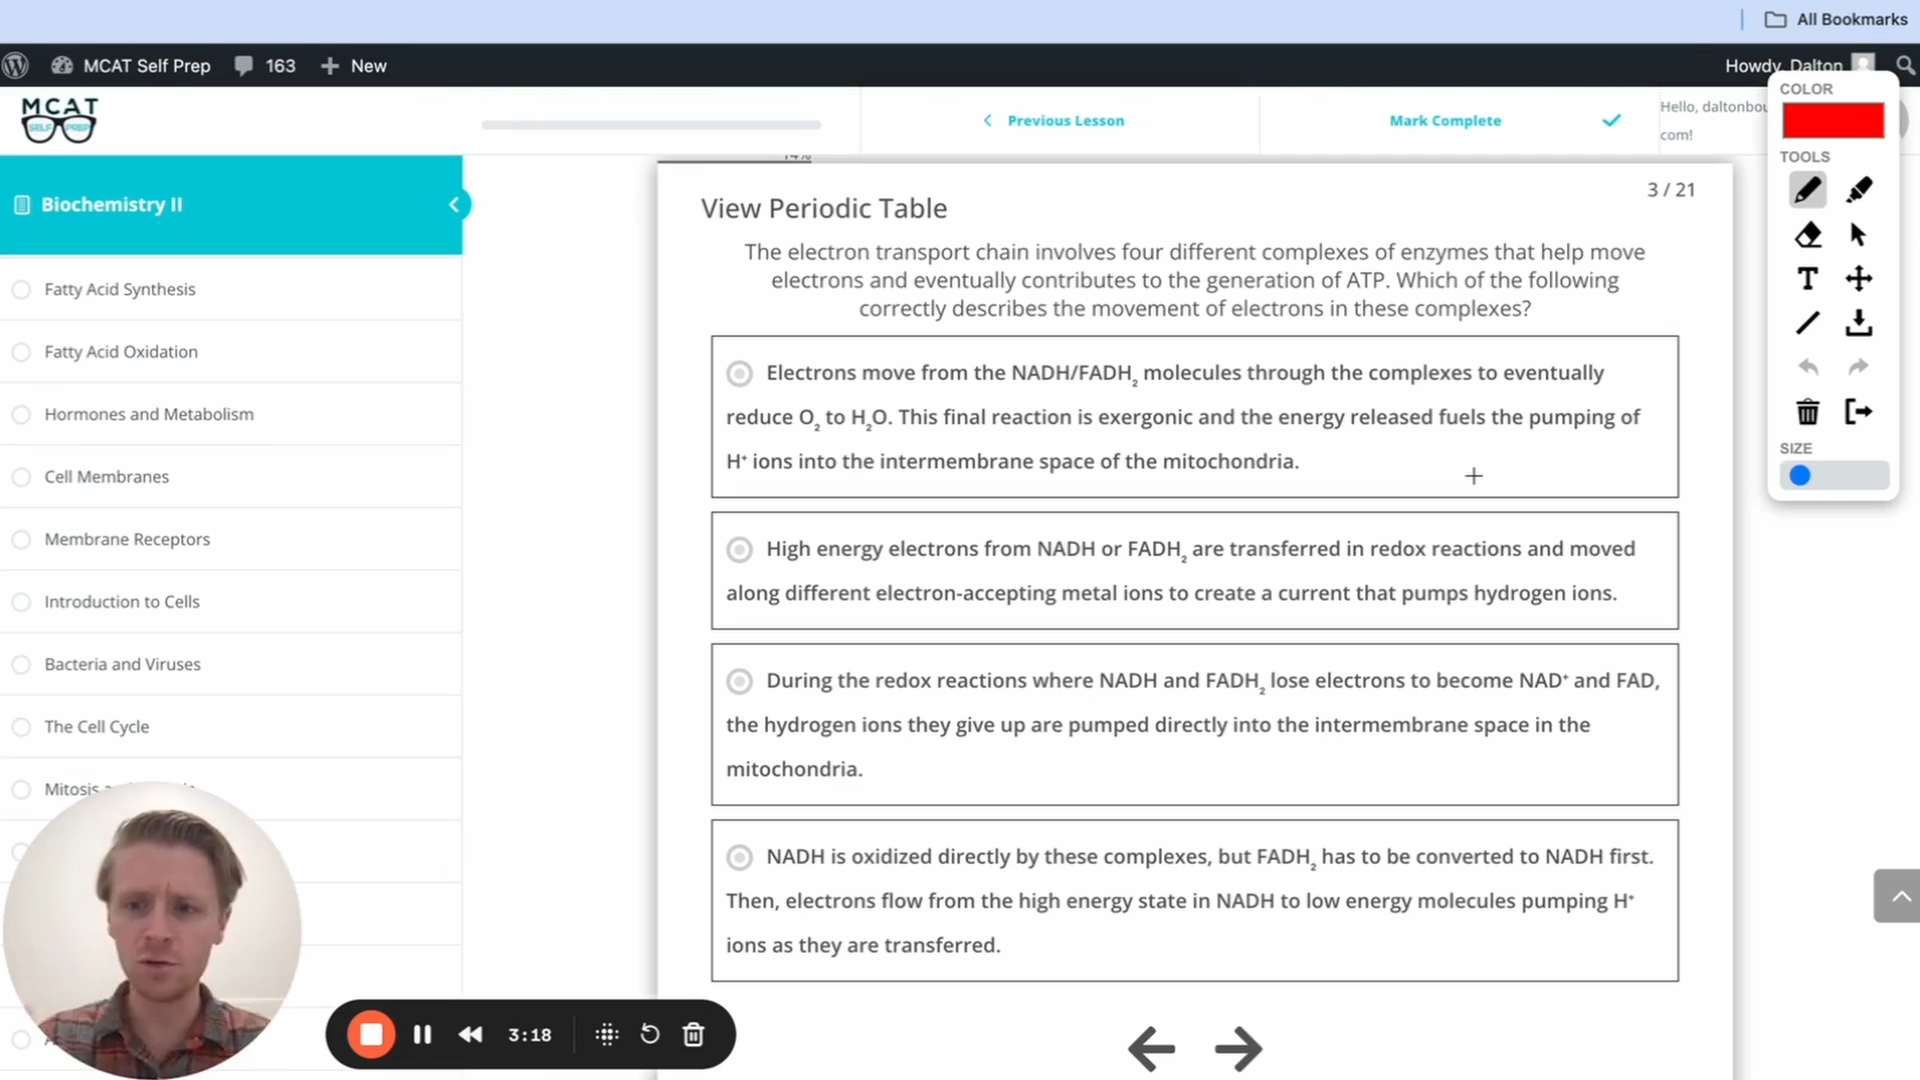 All Bookmarks
MCAT Self Prep 163 New Howdy, Dalton
MCAT
SELF PREP
Previous Lesson
Mark Complete
Hello, daltonbou
com!
COLOR
TOOLS
SIZE
Biochemistry II
Fatty Acid Synthesis
Fatty Acid Oxidation
Hormones and Metabolism
Cell Membranes
Membrane Receptors
Introduction to Cells
Bacteria and Viruses
The Cell Cycle
Mitosis
14%
3 / 21
View Periodic Table
The electron transport chain involves four different complexes of enzymes that help move
electrons and eventually contributes to the generation of ATP. Which of the following
correctly describes the movement of electrons in these complexes?
Electrons move from the NADH/FADH₂ molecules through the complexes to eventually
reduce O₂ to H₂O. This final reaction is exergonic and the energy released fuels the pumping of
H⁺ ions into the intermembrane space of the mitochondria.
High energy electrons from NADH or FADH₂ are transferred in redox reactions and moved
along different electron-accepting metal ions to create a current that pumps hydrogen ions.
During the redox reactions where NADH and FADH₂ lose electrons to become NAD⁺ and FAD,
the hydrogen ions they give up are pumped directly into the intermembrane space in the
mitochondria.
NADH is oxidized directly by these complexes, but FADH₂ has to be converted to NADH first.
Then, electrons flow from the high energy state in NADH to low energy molecules pumping H⁺
ions as they are transferred.
3:18